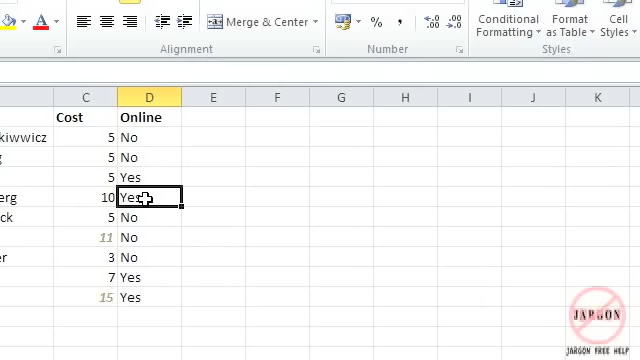 Merge & Center
%
,
Conditional Formatting
Format as Table
Cell Styles
Alignment
Number
Styles
C D E F G H I J K
Cost Online
kiwwicz 5 No
g 5 No
5 Yes
erg 10 Yes
ck 5 No
11 No
er 3 No
7 Yes
15 Yes
JARGON
JARGON FREE HELP